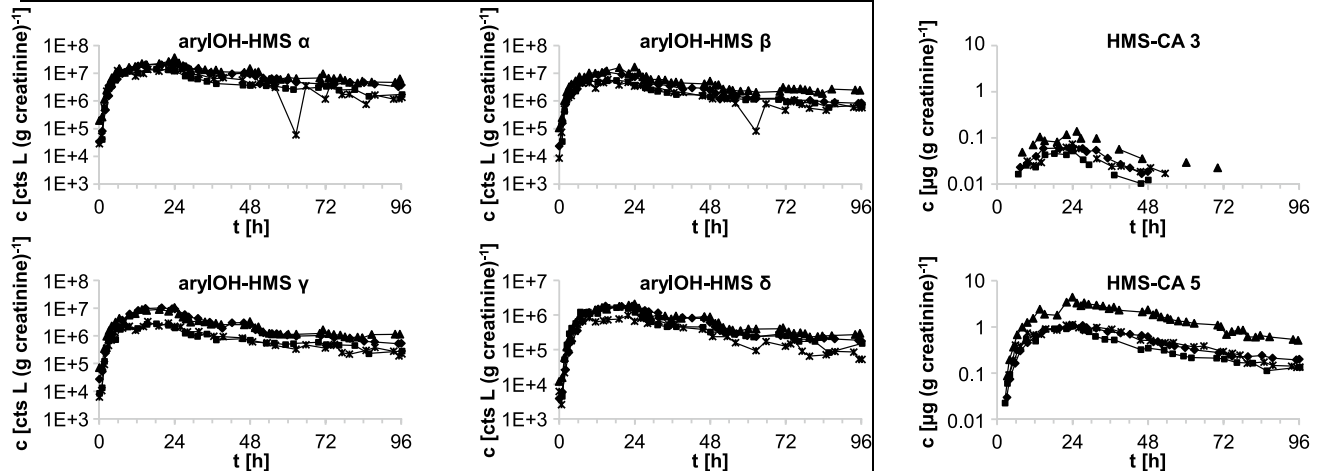 arylOH-HMS α
c [cts L (g creatinine)⁻¹]
1E+8
1E+7
1E+6
1E+5
1E+4
1E+3
0 24 48 72 96
t [h]
arylOH-HMS β
c [cts L (g creatinine)⁻¹]
1E+8
1E+7
1E+6
1E+5
1E+4
1E+3
0 24 48 72 96
t [h]
HMS-CA 3
c [µg (g creatinine)⁻¹]
10
1
0.1
0.01
0 24 48 72 96
t [h]
arylOH-HMS γ
c [cts L (g creatinine)⁻¹]
1E+8
1E+7
1E+6
1E+5
1E+4
1E+3
0 24 48 72 96
t [h]
arylOH-HMS δ
c [cts L (g creatinine)⁻¹]
1E+7
1E+6
1E+5
1E+4
1E+3
0 24 48 72 96
t [h]
HMS-CA 5
c [µg (g creatinine)⁻¹]
10
1
0.1
0.01
0 24 48 72 96
t [h]